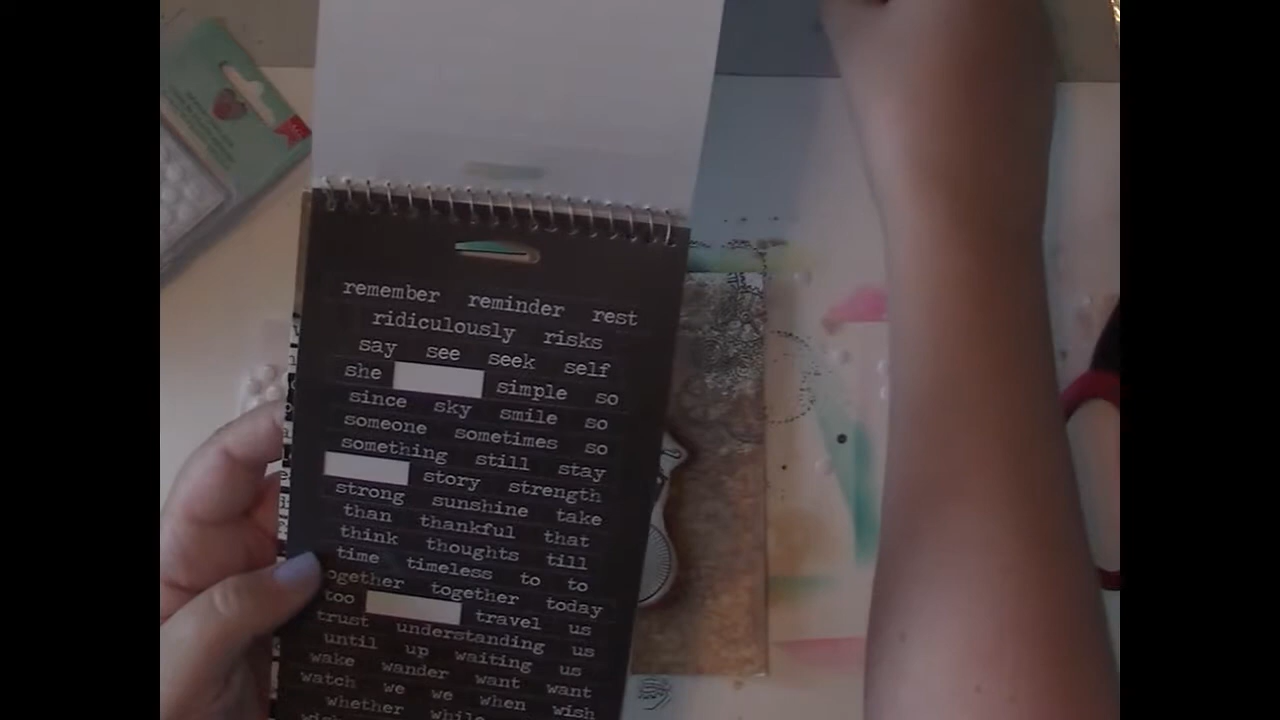 remember reminder rest
ridiculously risks
say see seek self
she simple so
since sky smile so
someone sometimes so
something still stay
story strength
strong sunshine take
than thankful that
think thoughts till
time timeless to to
ogether together today
too travel us
trust understanding us
until up waiting us
wake wander want want
watch we we when wish
whether while